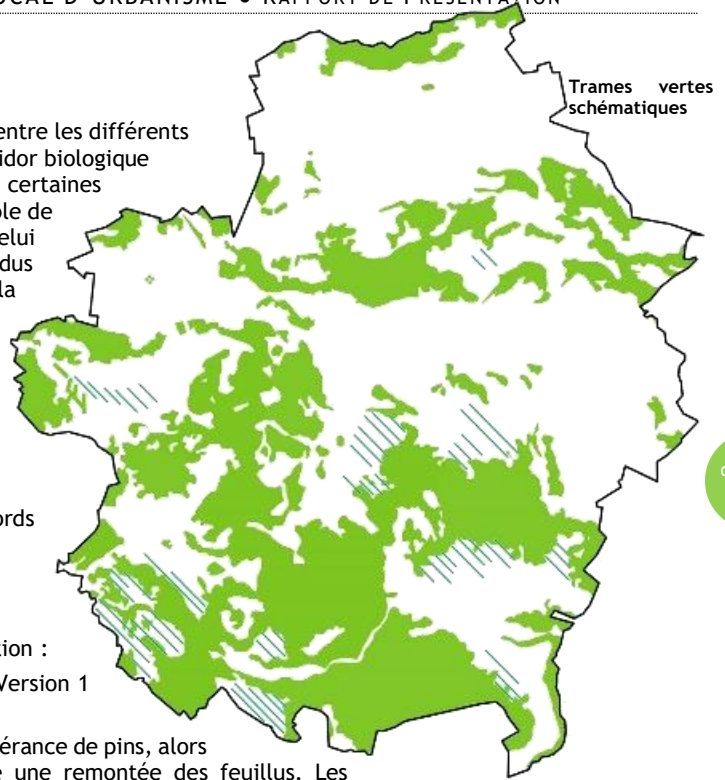 OCAL D'URBANISME • RAPPORT DE PRÉSENTATION
Trames vertes
schématiques
entre les différents
idor biologique
certaines
ole de
elui
dus
la
ords
xion :
Version 1
érance de pins, alors
une remontée des feuillus. Les